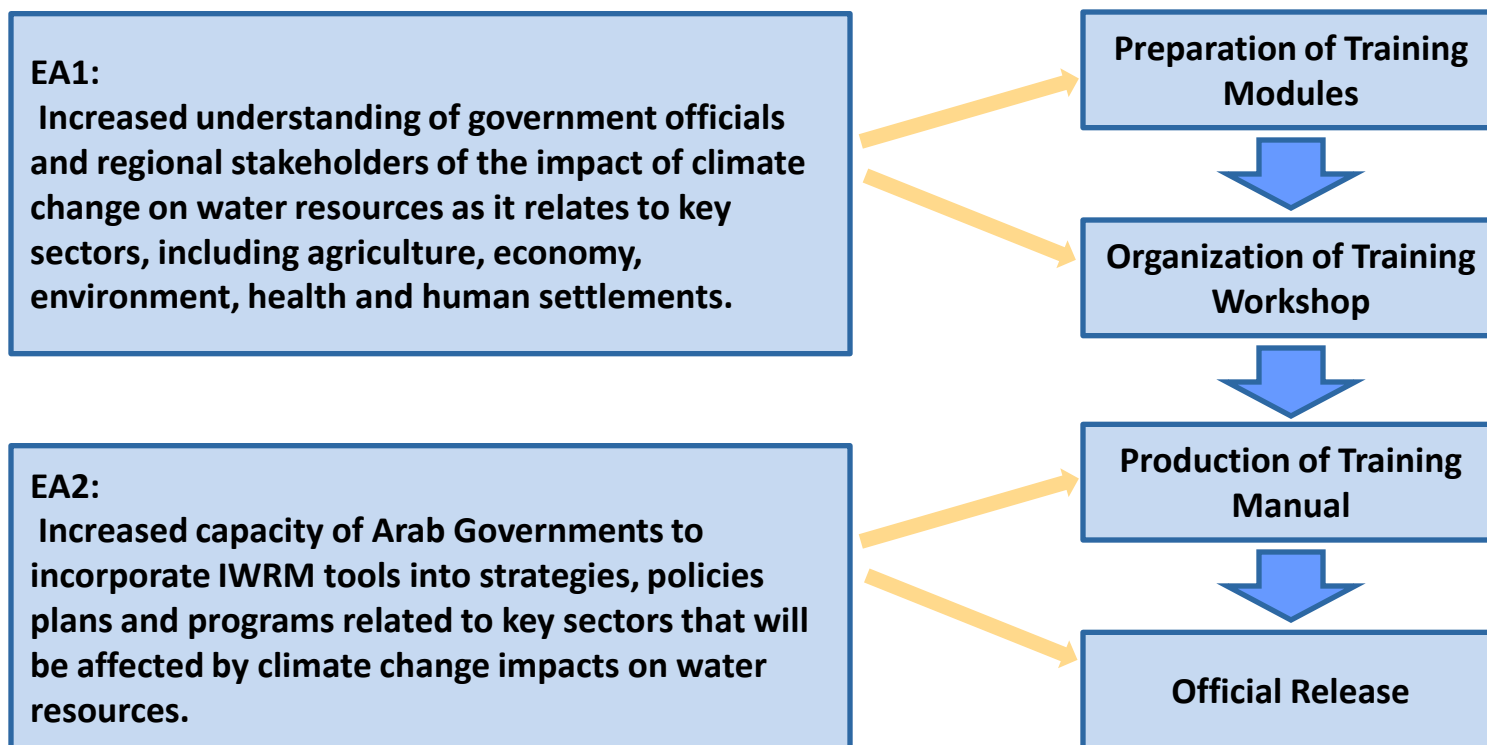 EA1:
Increased understanding of government officials
and regional stakeholders of the impact of climate
change on water resources as it relates to key
sectors, including agriculture, economy,
environment, health and human settlements.
EA2:
Increased capacity of Arab Governments to
incorporate IWRM tools into strategies, policies
plans and programs related to key sectors that will
be affected by climate change impacts on water
resources.
Preparation of Training
Modules
Organization of Training
Workshop
Production of Training
Manual
Official Release